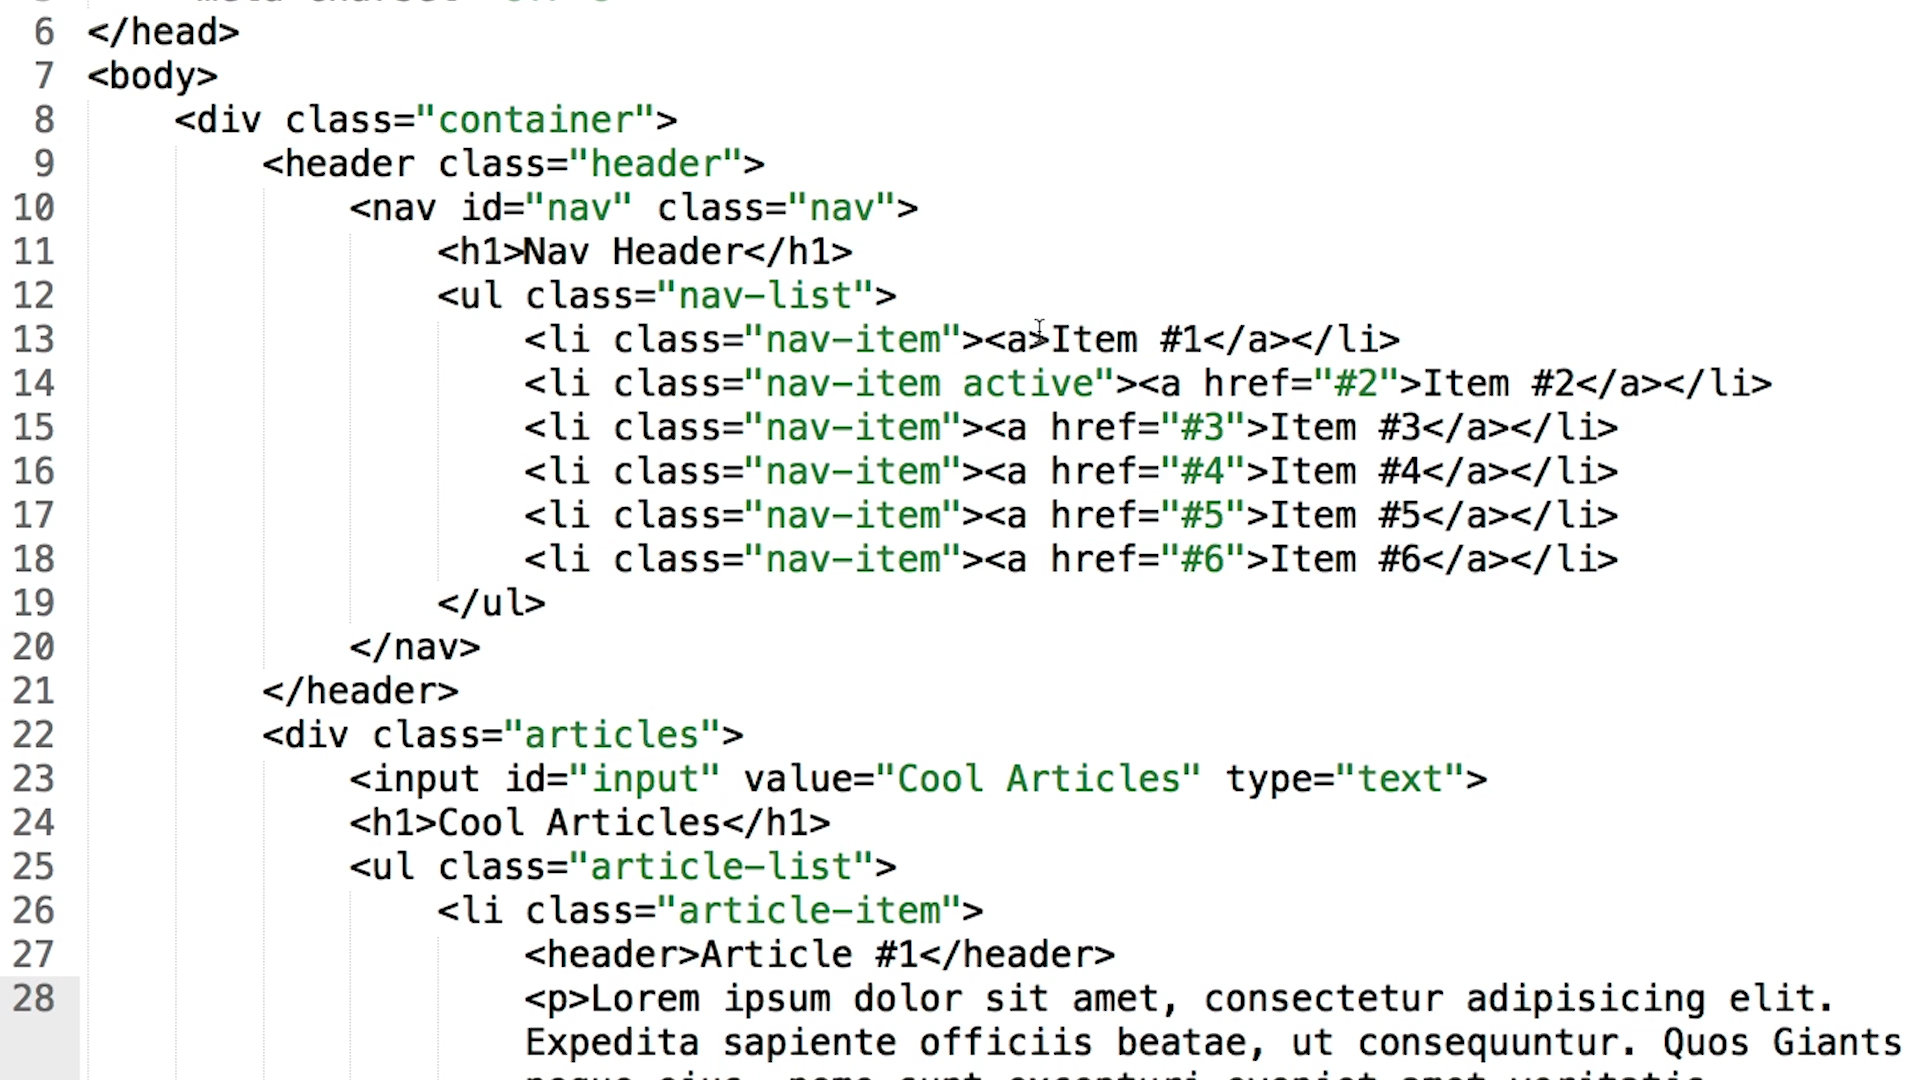 6 </head>
7 <body>
8 <div class="container">
9 <header class="header">
10 <nav id="nav" class="nav">
11 <h1>Nav Header</h1>
12 <ul class="nav-list">
13 <li class="nav-item"><a>Item #1</a></li>
14 <li class="nav-item active"><a href="#2">Item #2</a></li>
15 <li class="nav-item"><a href="#3">Item #3</a></li>
16 <li class="nav-item"><a href="#4">Item #4</a></li>
17 <li class="nav-item"><a href="#5">Item #5</a></li>
18 <li class="nav-item"><a href="#6">Item #6</a></li>
19 </ul>
20 </nav>
21 </header>
22 <div class="articles">
23 <input id="input" value="Cool Articles" type="text">
24 <h1>Cool Articles</h1>
25 <ul class="article-list">
26 <li class="article-item">
27 <header>Article #1</header>
28 <p>Lorem ipsum dolor sit amet, consectetur adipisicing elit.
Expedita sapiente officiis beatae, ut consequuntur. Quos Giants